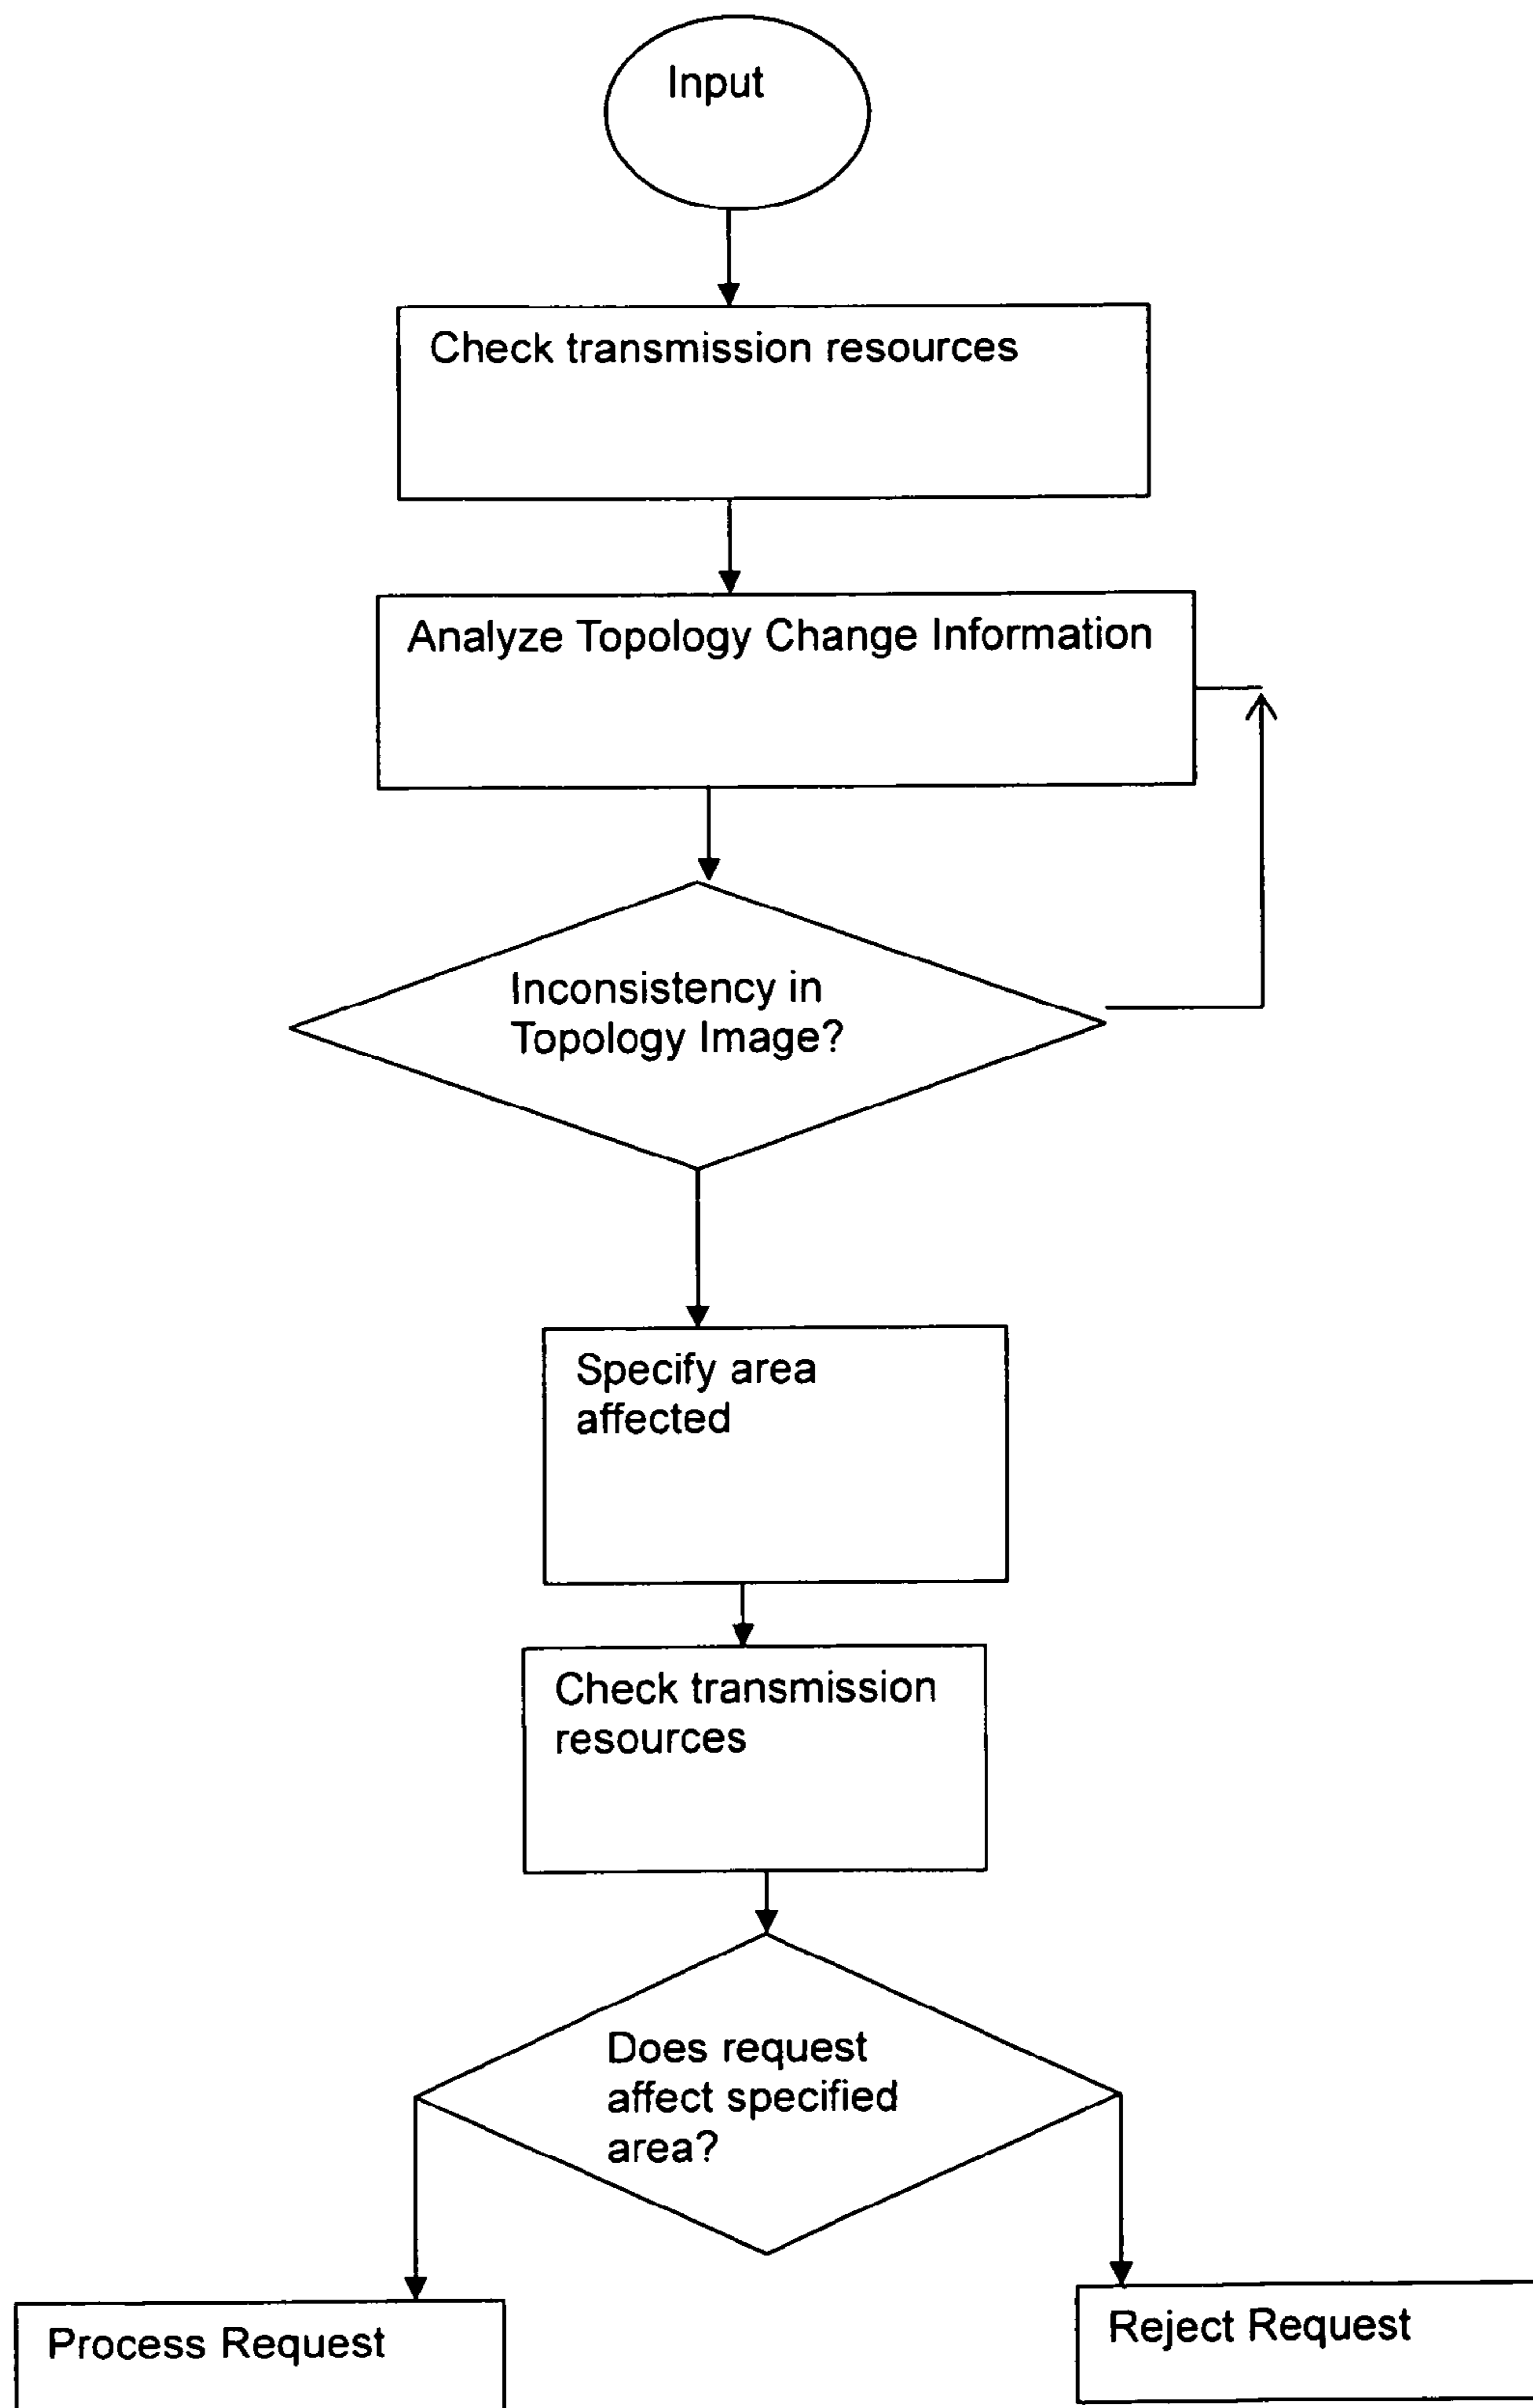 Input
Check transmission resources
Analyze Topology Change Information
Inconsistency in
Topology Image?
Specify area
affected
Check transmission
resources
Does request
affect specified
area?
Process Request
Reject Request